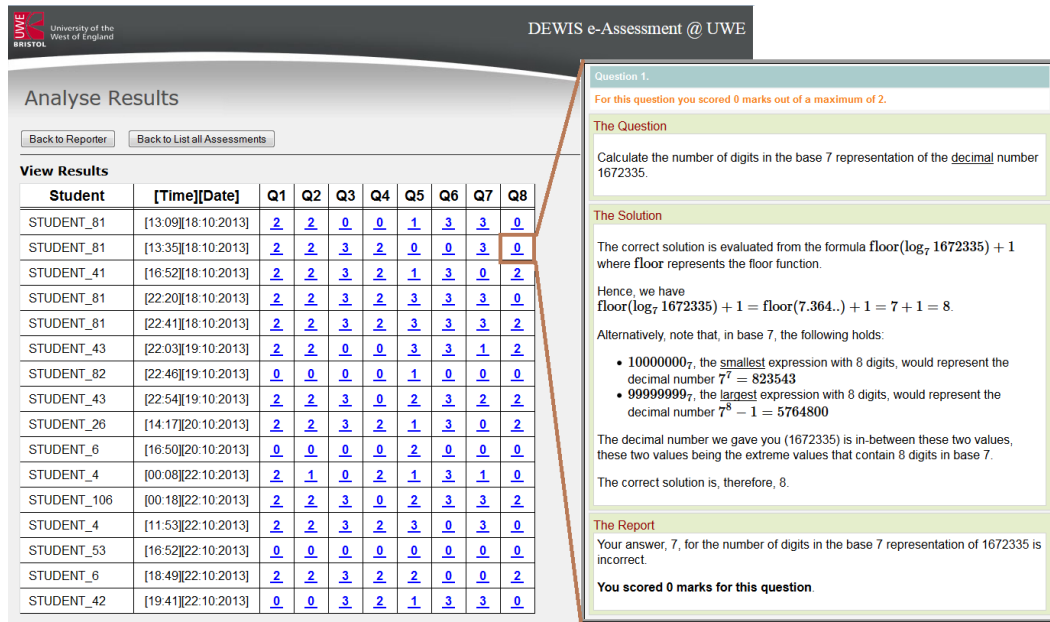 UWE
BRISTOL
University of the
West of England
DEWIS e-Assessment @ UWE
Analyse Results
Back to Reporter Back to List all Assessments
View Results
Student [Time][Date] Q1 Q2 Q3 Q4 Q5 Q6 Q7 Q8
STUDENT_81 [13:09][18:10:2013] 2 2 0 0 1 3 3 0
STUDENT_81 [13:35][18:10:2013] 2 2 3 2 0 0 3 0
STUDENT_41 [16:52][18:10:2013] 2 2 3 2 1 3 0 2
STUDENT_81 [22:20][18:10:2013] 2 2 3 2 3 3 3 0
STUDENT_81 [22:41][18:10:2013] 2 2 3 2 3 3 3 2
STUDENT_43 [22:03][19:10:2013] 2 2 0 0 3 3 1 2
STUDENT_82 [22:46][19:10:2013] 0 0 0 0 1 0 0 0
STUDENT_43 [22:54][19:10:2013] 2 2 3 0 2 3 2 2
STUDENT_26 [14:17][20:10:2013] 2 2 3 2 1 3 0 2
STUDENT_6 [16:50][20:10:2013] 0 0 0 0 2 0 0 0
STUDENT_4 [00:08][22:10:2013] 2 1 0 2 1 3 1 0
STUDENT_106 [00:18][22:10:2013] 2 2 3 0 2 3 3 2
STUDENT_4 [11:53][22:10:2013] 2 2 3 2 3 0 3 0
STUDENT_53 [16:52][22:10:2013] 0 0 0 0 0 0 0 0
STUDENT_6 [18:49][22:10:2013] 2 2 3 2 2 0 0 2
STUDENT_42 [19:41][22:10:2013] 0 0 3 2 1 3 3 0
Question 1.
For this question you scored 0 marks out of a maximum of 2.
The Question
Calculate the number of digits in the base 7 representation of the decimal number
1672335.
The Solution
The correct solution is evaluated from the formula floor(log₇ 1672335) + 1
where floor represents the floor function.
Hence, we have
floor(log₇ 1672335) + 1 = floor(7.364..) + 1 = 7 + 1 = 8.
Alternatively, note that, in base 7, the following holds:
• 10000000₇, the smallest expression with 8 digits, would represent the
decimal number 7⁷ = 823543
• 99999999₇, the largest expression with 8 digits, would represent the
decimal number 7⁸ − 1 = 5764800
The decimal number we gave you (1672335) is in-between these two values,
these two values being the extreme values that contain 8 digits in base 7.
The correct solution is, therefore, 8.
The Report
Your answer, 7, for the number of digits in the base 7 representation of 1672335 is
incorrect.
You scored 0 marks for this question.